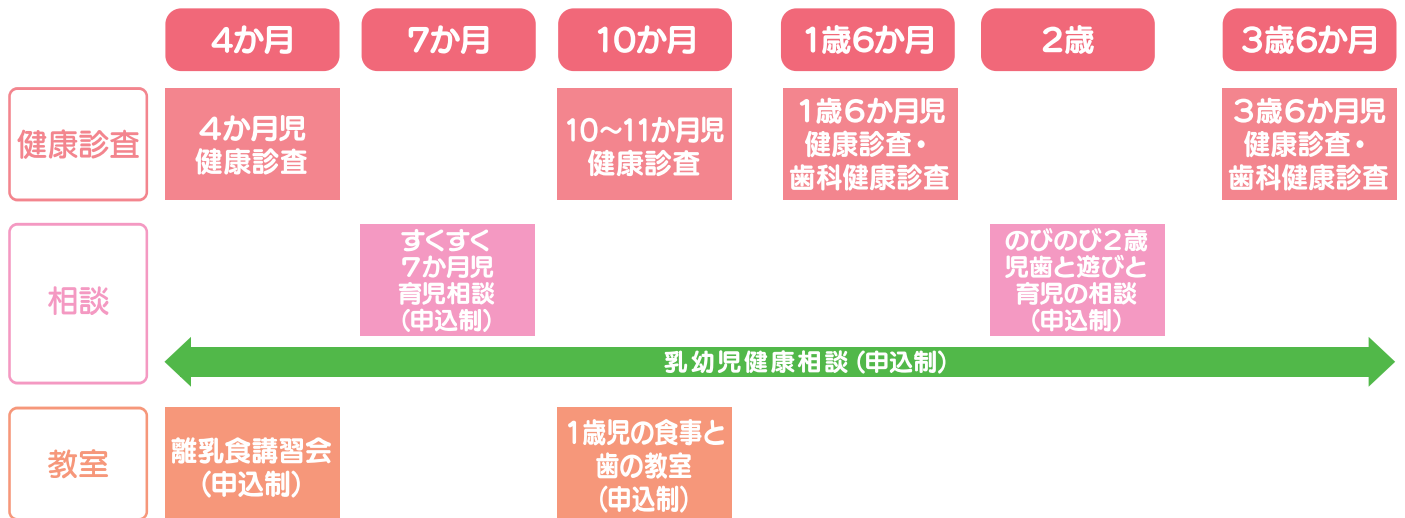 4か月
7か月
10か月
1歳6か月
2歳
3歳6か月
健康診査
4か月児
健康診査
10～11か月児
健康診査
1歳6か月児
健康診査・
歯科健康診査
3歳6か月児
健康診査・
歯科健康診査
相談
すくすく
7か月児
育児相談
（申込制）
のびのび2歳
児歯と遊びと
育児の相談
（申込制）
乳幼児健康相談（申込制）
教室
離乳食講習会
（申込制）
1歳児の食事と
歯の教室
（申込制）